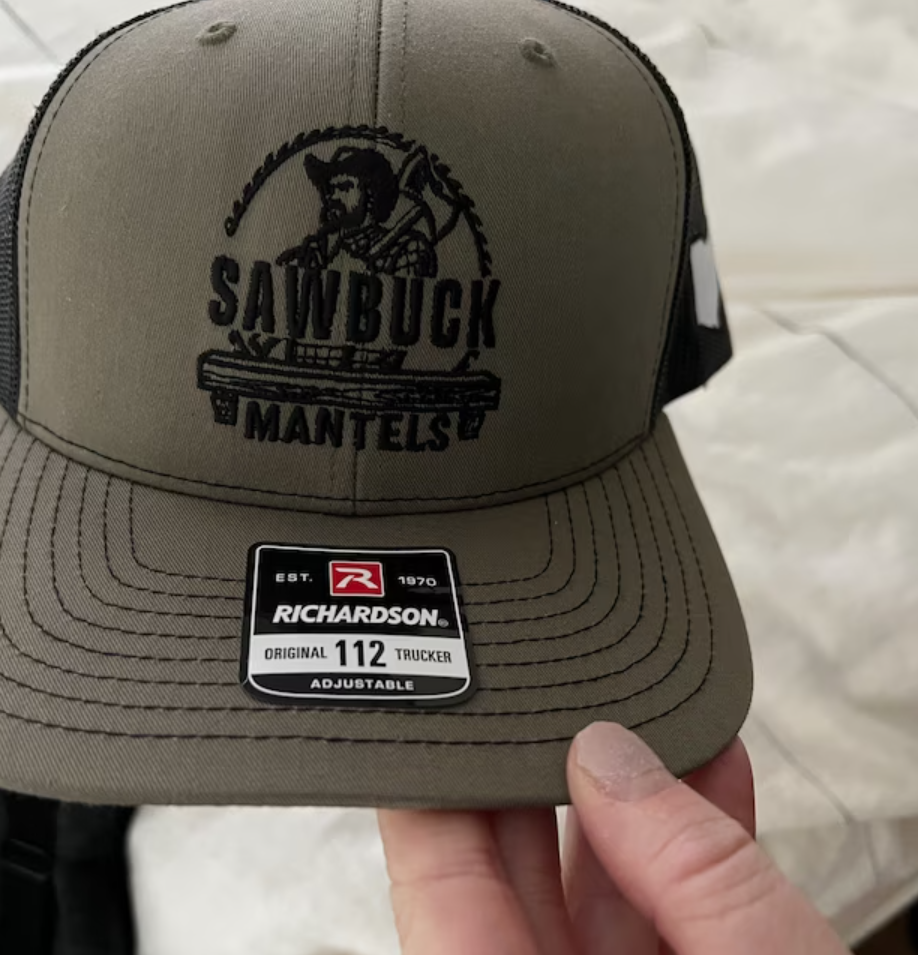 SAWBUCK
MANTELS
EST. R 1970
RICHARDSON®
ORIGINAL 112 TRUCKER
ADJUSTABLE